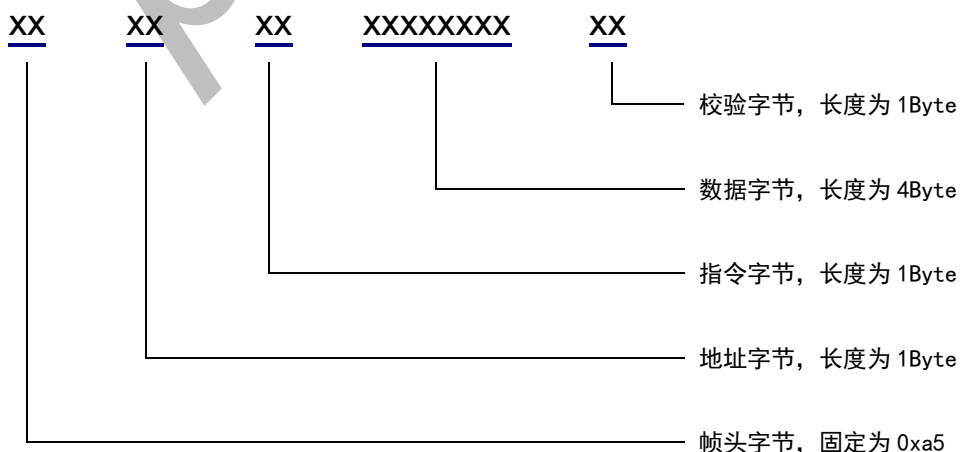 XX XX XX XXXXXXXX XX
校验字节，长度为 1Byte
数据字节，长度为 4Byte
指令字节，长度为 1Byte
地址字节，长度为 1Byte
帧头字节，固定为 0xa5